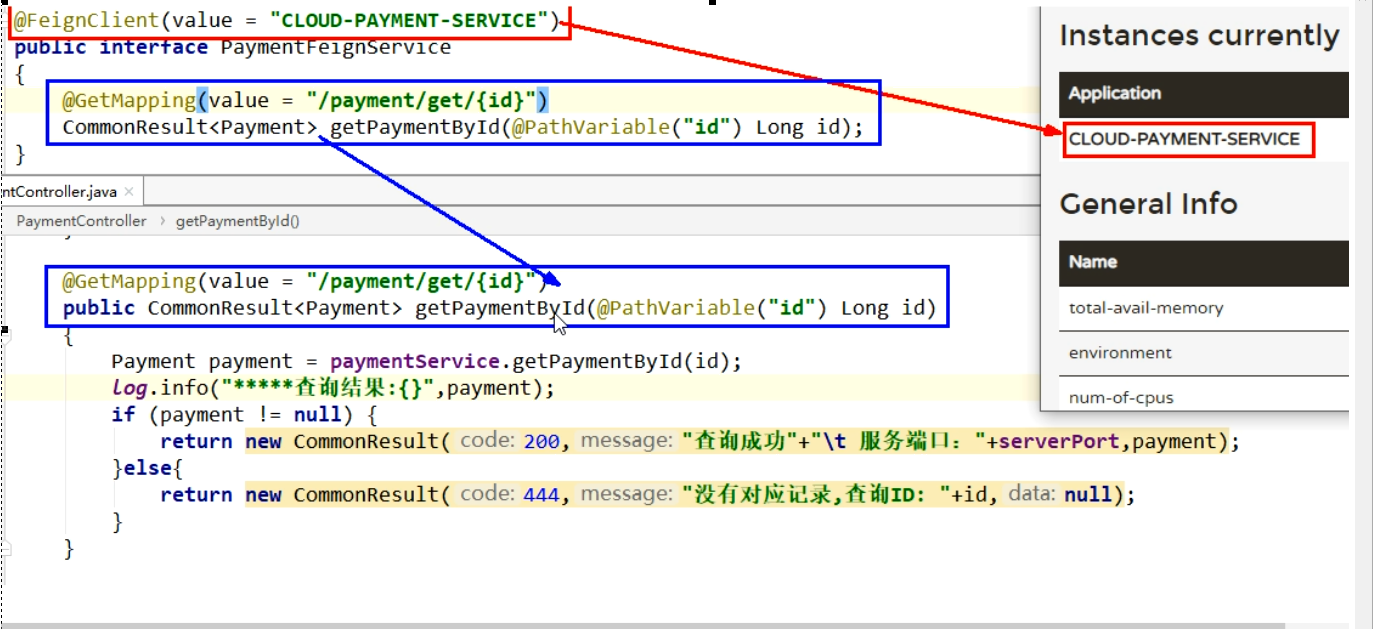 @FeignClient(value = "CLOUD-PAYMENT-SERVICE")
public interface PaymentFeignService
{
@GetMapping(value = "/payment/get/{id}")
CommonResult<Payment> getPaymentById(@PathVariable("id") Long id);
}
ntController.java ×
PaymentController › getPaymentById()
@GetMapping(value = "/payment/get/{id}")
public CommonResult<Payment> getPaymentById(@PathVariable("id") Long id)
{
Payment payment = paymentService.getPaymentById(id);
log.info("*****查询结果:{}",payment);
if (payment != null) {
return new CommonResult( code: 200, message: "查询成功"+"\t 服务端口: "+serverPort,payment);
}else{
return new CommonResult( code: 444, message: "没有对应记录,查询ID: "+id, data: null);
}
}
Instances currently
Application
CLOUD-PAYMENT-SERVICE
General Info
Name
total-avail-memory
environment
num-of-cpus